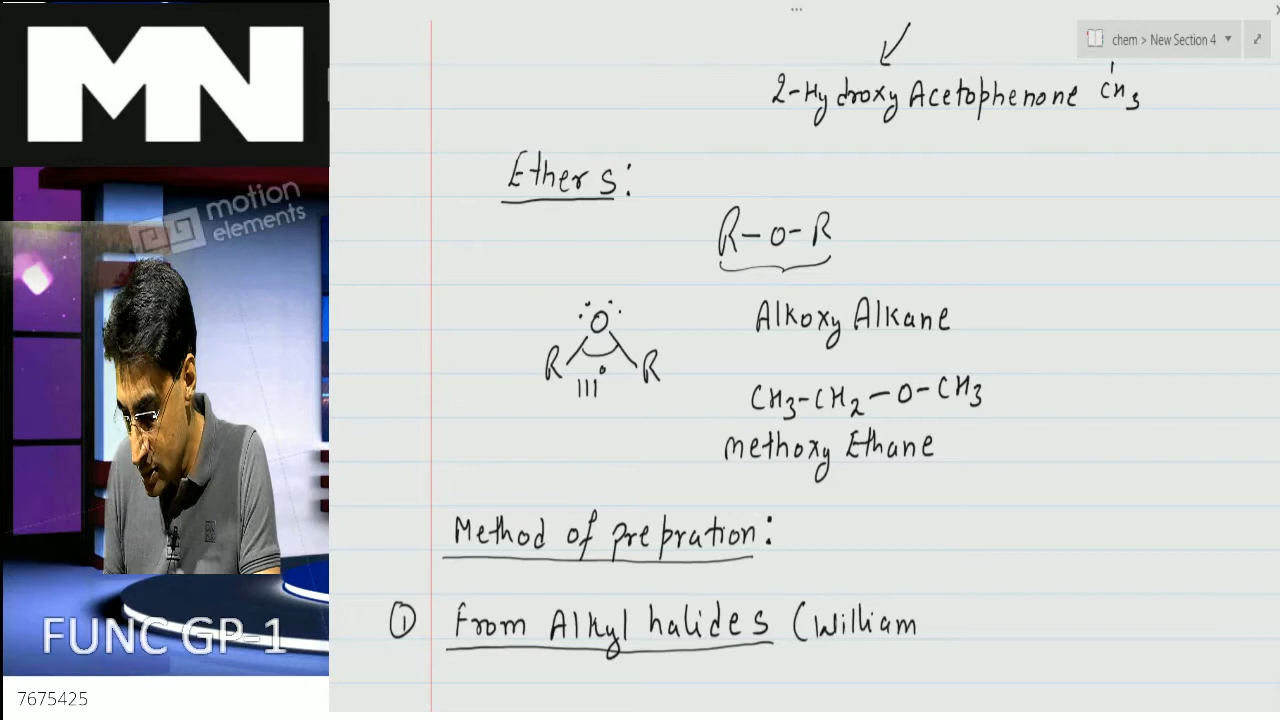 MN
motion
elements
FUNC GP-1
7675425
chem > New Section 4
2-Hydroxy Acetophenone CH3
Ethers:
R-O-R
O
R R
111°
Alkoxy Alkane
CH3-CH2-O-CH3
methoxy Ethane
Method of prepration:
① From Alkyl halides (William